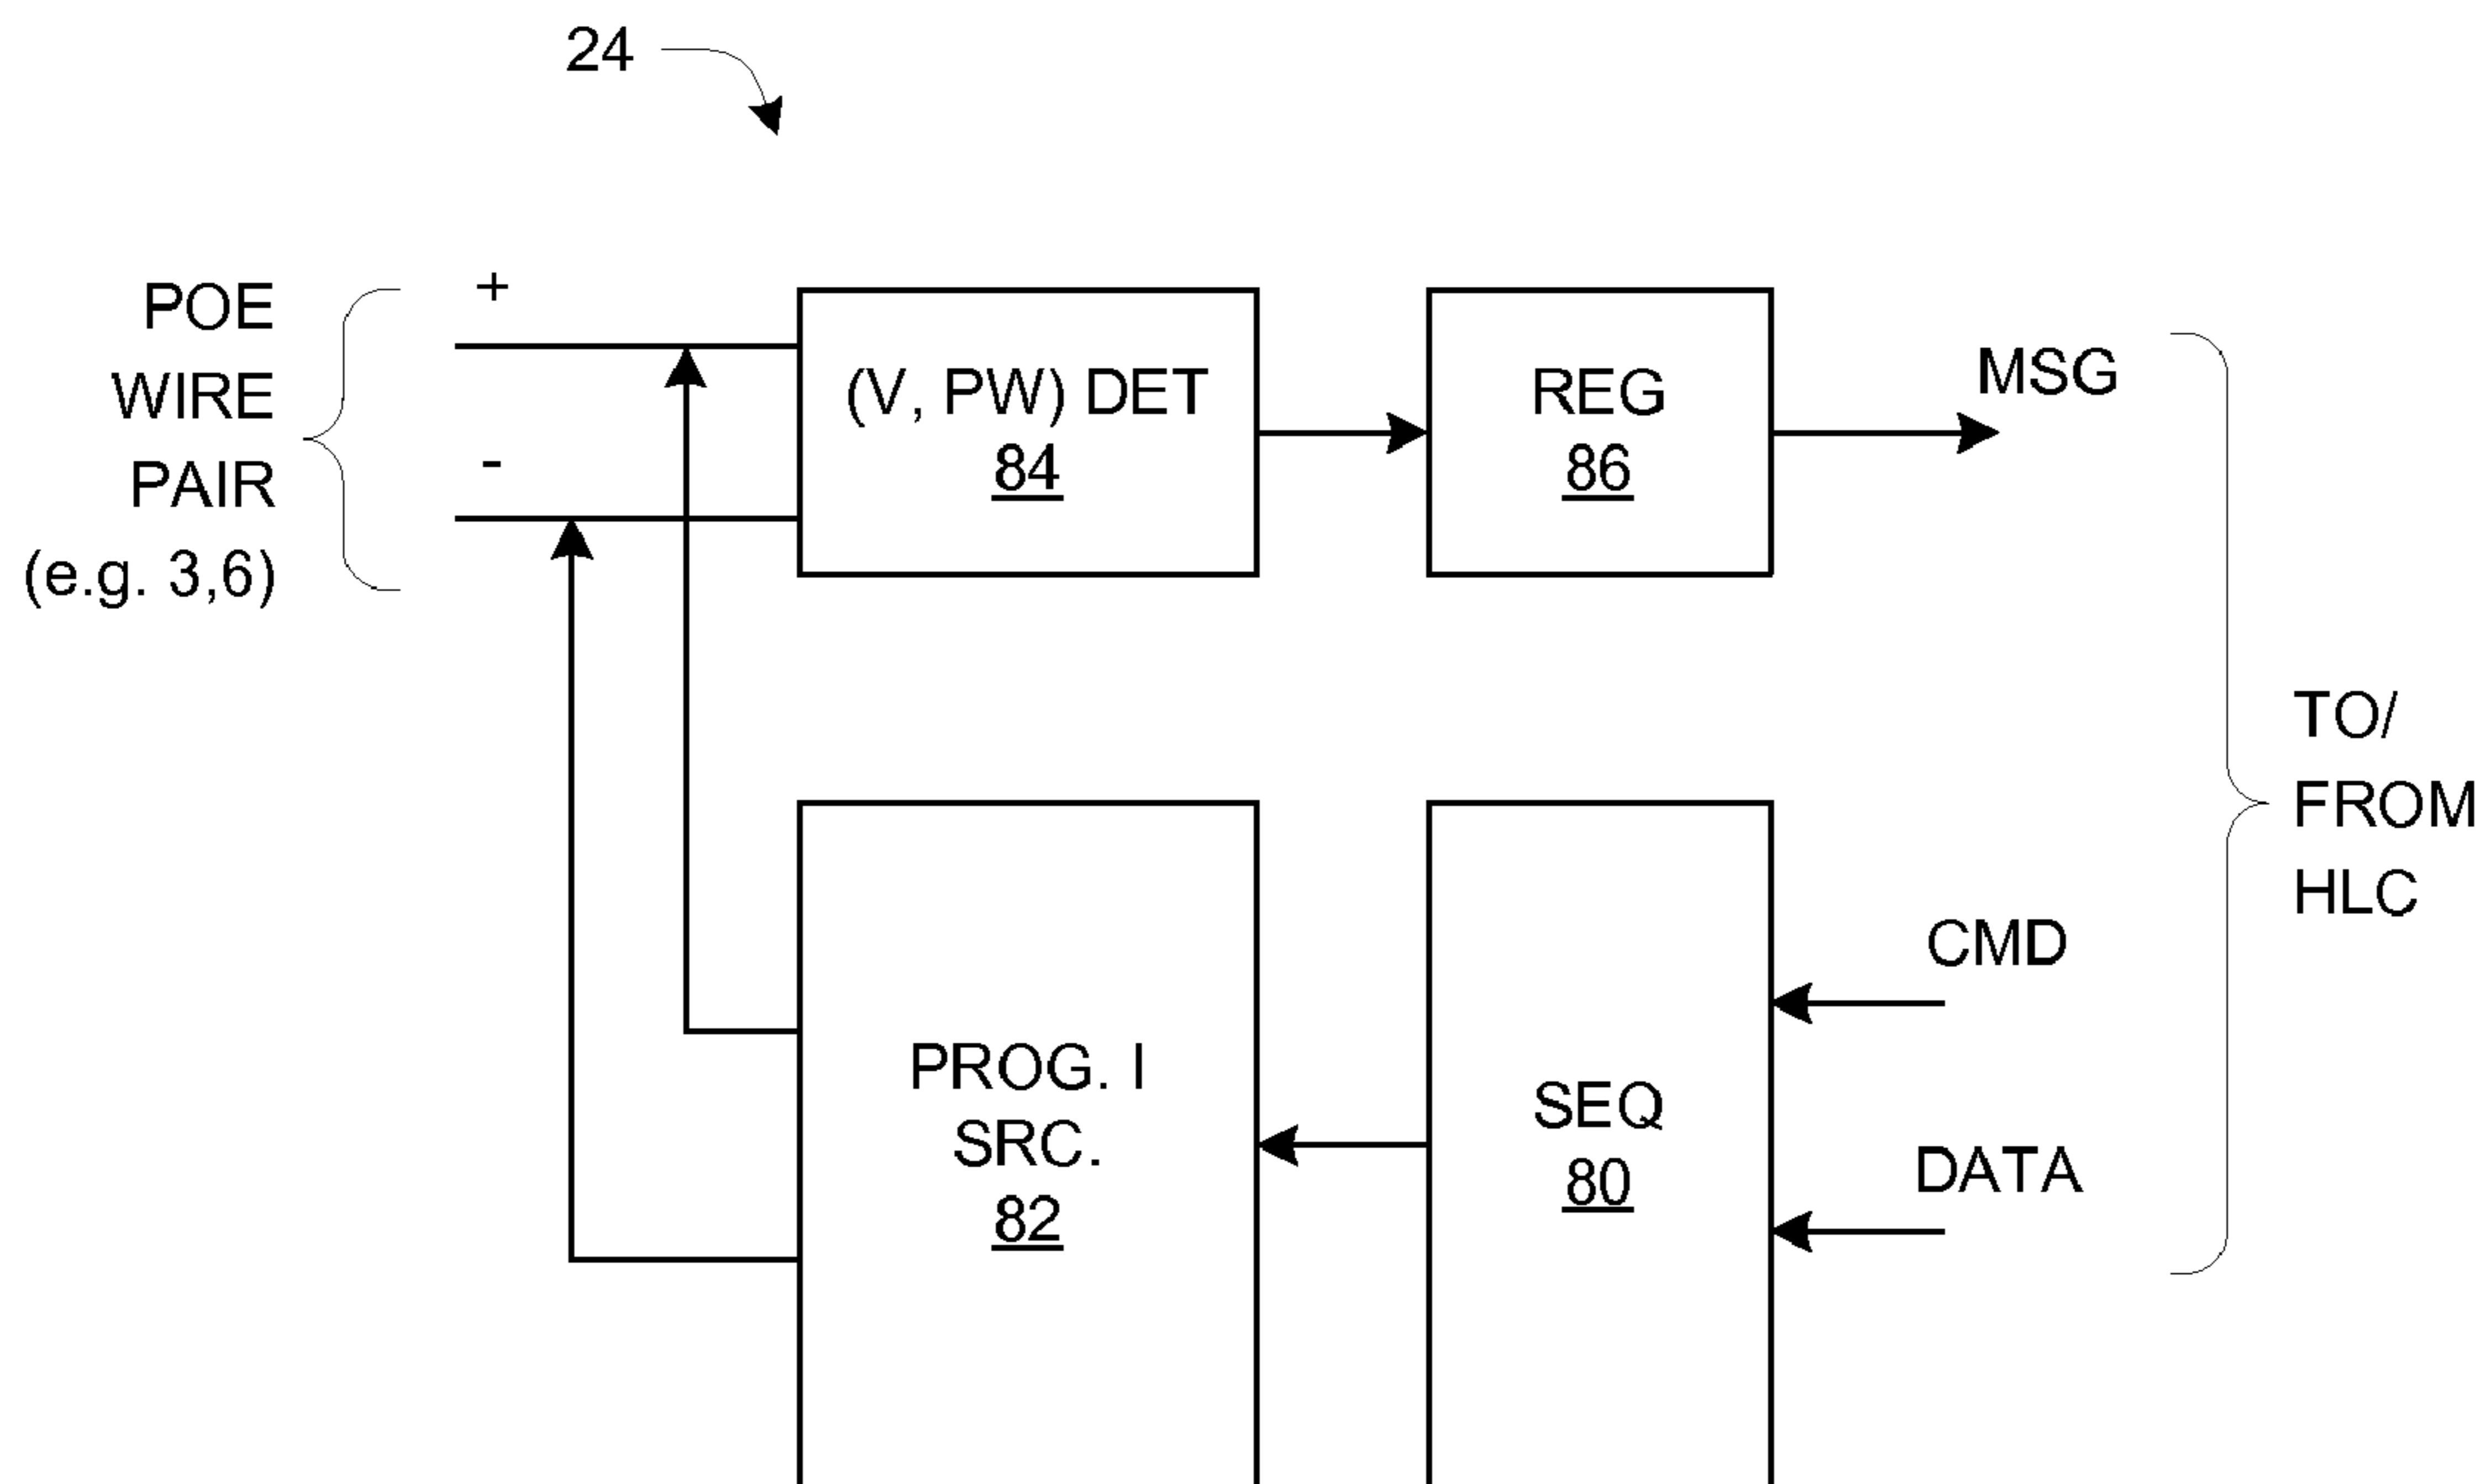 24
POE
WIRE
PAIR
(e.g. 3,6)
+
-
(V, PW) DET
84
REG
86
MSG
TO/
FROM
HLC
PROG. I
SRC.
82
SEQ
80
CMD
DATA